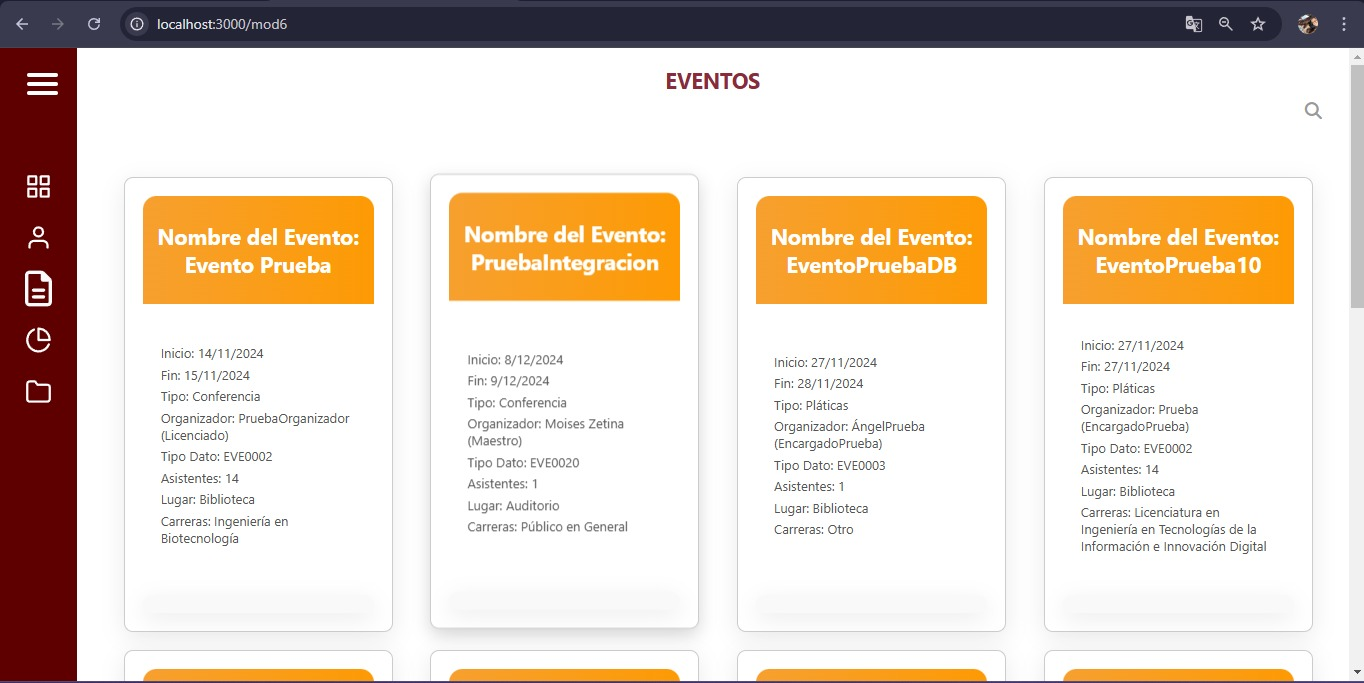 localhost:3000/mod6
EVENTOS
Nombre del Evento:
Evento Prueba
Inicio: 14/11/2024
Fin: 15/11/2024
Tipo: Conferencia
Organizador: PruebaOrganizador
(Licenciado)
Tipo Dato: EVE0002
Asistentes: 14
Lugar: Biblioteca
Carreras: Ingeniería en
Biotecnología
Nombre del Evento:
PruebaIntegracion
Inicio: 8/12/2024
Fin: 9/12/2024
Tipo: Conferencia
Organizador: Moises Zetina
(Maestro)
Tipo Dato: EVE0020
Asistentes: 1
Lugar: Auditorio
Carreras: Público en General
Nombre del Evento:
EventoPruebaDB
Inicio: 27/11/2024
Fin: 28/11/2024
Tipo: Pláticas
Organizador: ÁngelPrueba
(EncargadoPrueba)
Tipo Dato: EVE0003
Asistentes: 1
Lugar: Biblioteca
Carreras: Otro
Nombre del Evento:
EventoPrueba10
Inicio: 27/11/2024
Fin: 27/11/2024
Tipo: Pláticas
Organizador: Prueba
(EncargadoPrueba)
Tipo Dato: EVE0002
Asistentes: 14
Lugar: Biblioteca
Carreras: Licenciatura en
Ingeniería en Tecnologías de la
Información e Innovación Digital